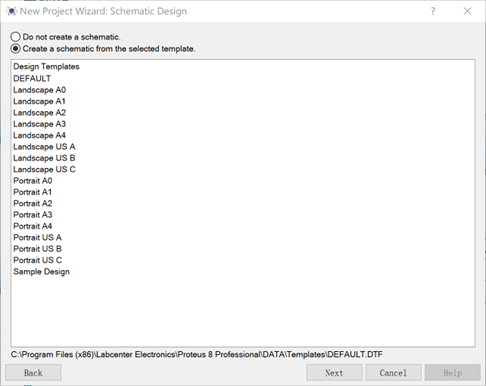 New Project Wizard: Schematic Design
Do not create a schematic.
Create a schematic from the selected template.
Design Templates
DEFAULT
Landscape A0
Landscape A1
Landscape A2
Landscape A3
Landscape A4
Landscape US A
Landscape US B
Landscape US C
Portrait A0
Portrait A1
Portrait A2
Portrait A3
Portrait A4
Portrait US A
Portrait US B
Portrait US C
Sample Design
C:\Program Files (x86)\Labcenter Electronics\Proteus 8 Professional\DATA\Templates\DEFAULT.DTF
Back Next Cancel Help